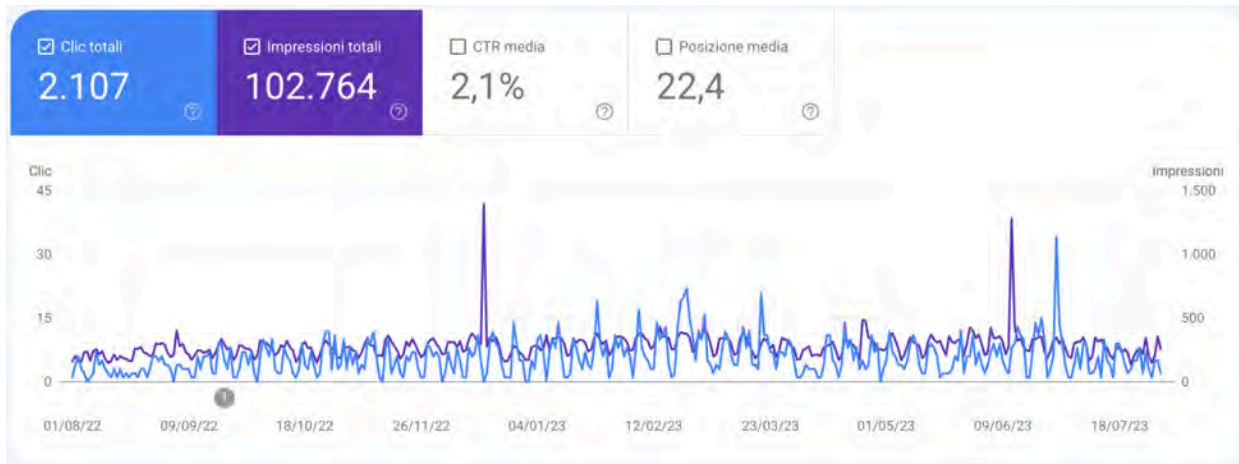 Clic totali
2.107
Impressioni totali
102.764
CTR media
2,1%
Posizione media
22,4
Clic
Impressioni
45
1.500
30
1.000
15
500
0
0
1
01/08/22 09/09/22 18/10/22 26/11/22 04/01/23 12/02/23 23/03/23 01/05/23 09/06/23 18/07/23